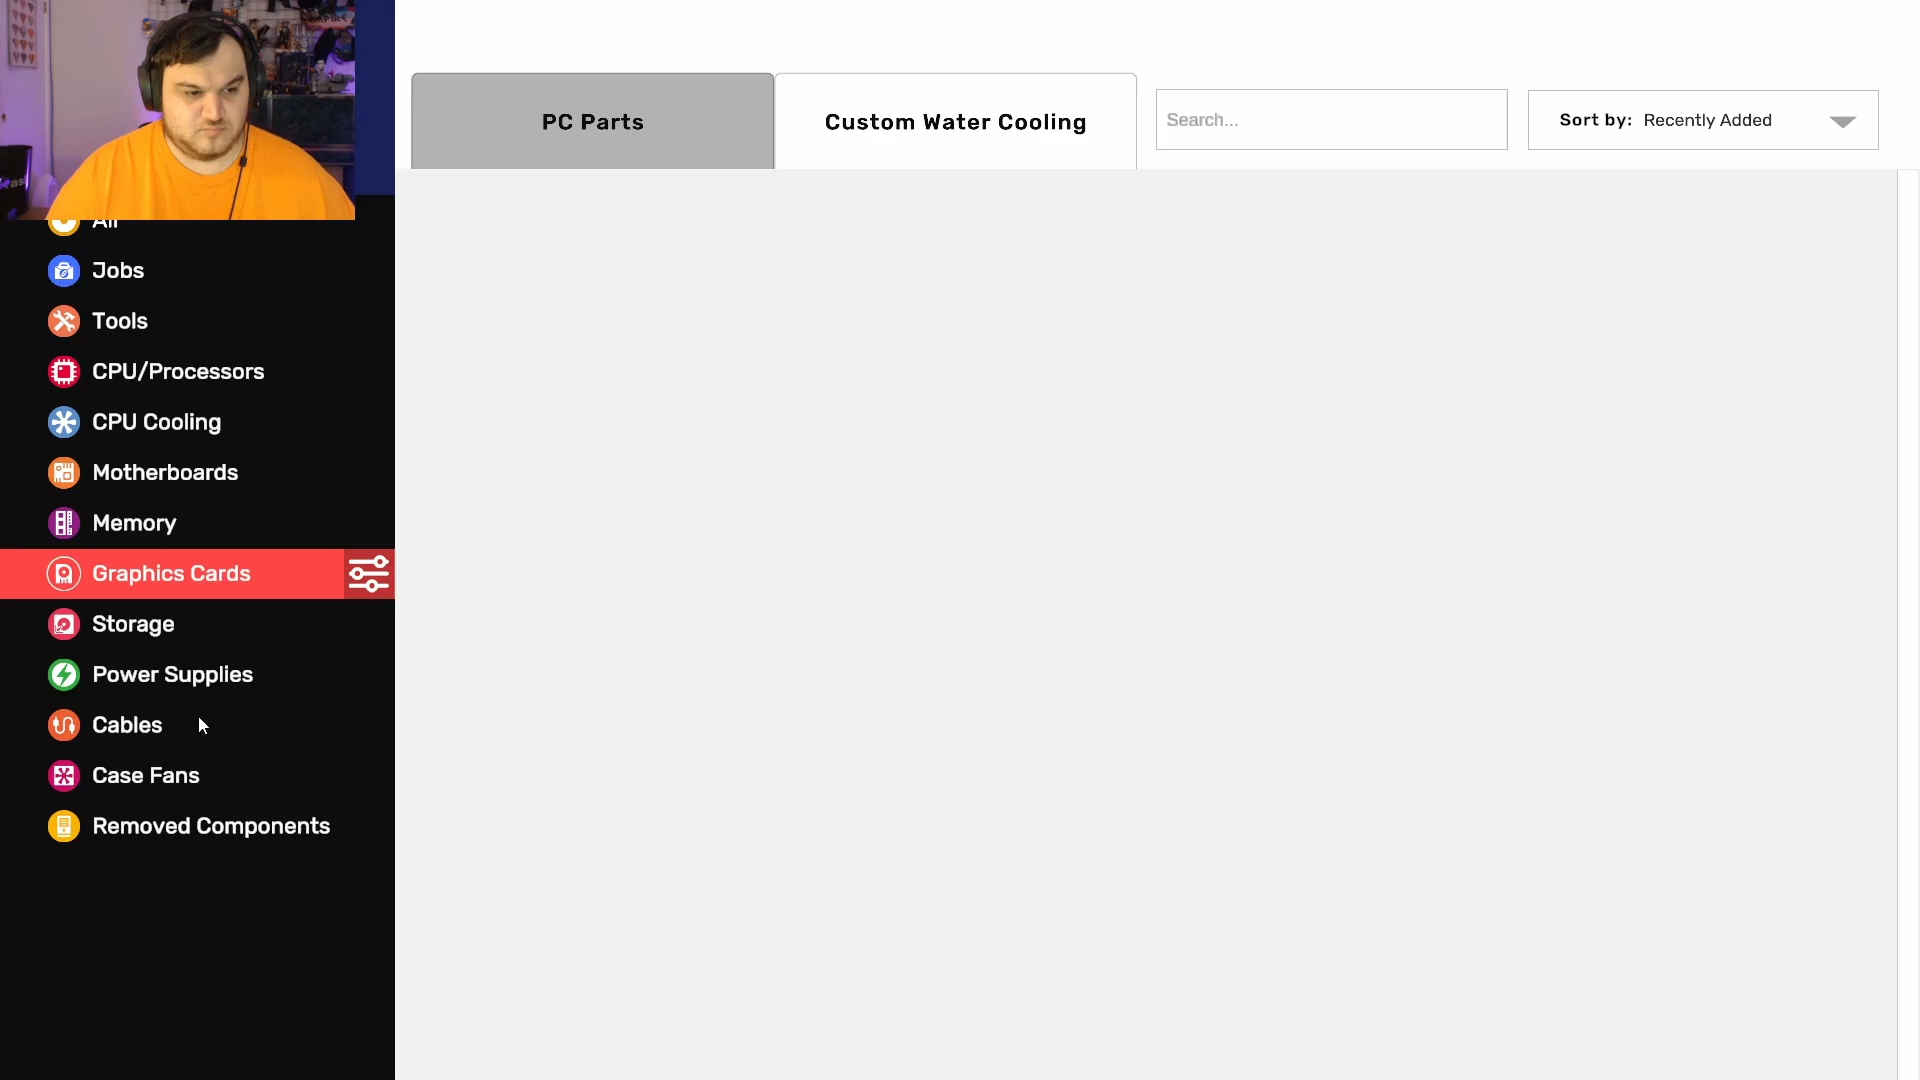 PC Parts
Custom Water Cooling
Search...
Sort by: Recently Added
All
Jobs
Tools
CPU/Processors
CPU Cooling
Motherboards
Memory
Graphics Cards
Storage
Power Supplies
Cables
Case Fans
Removed Components